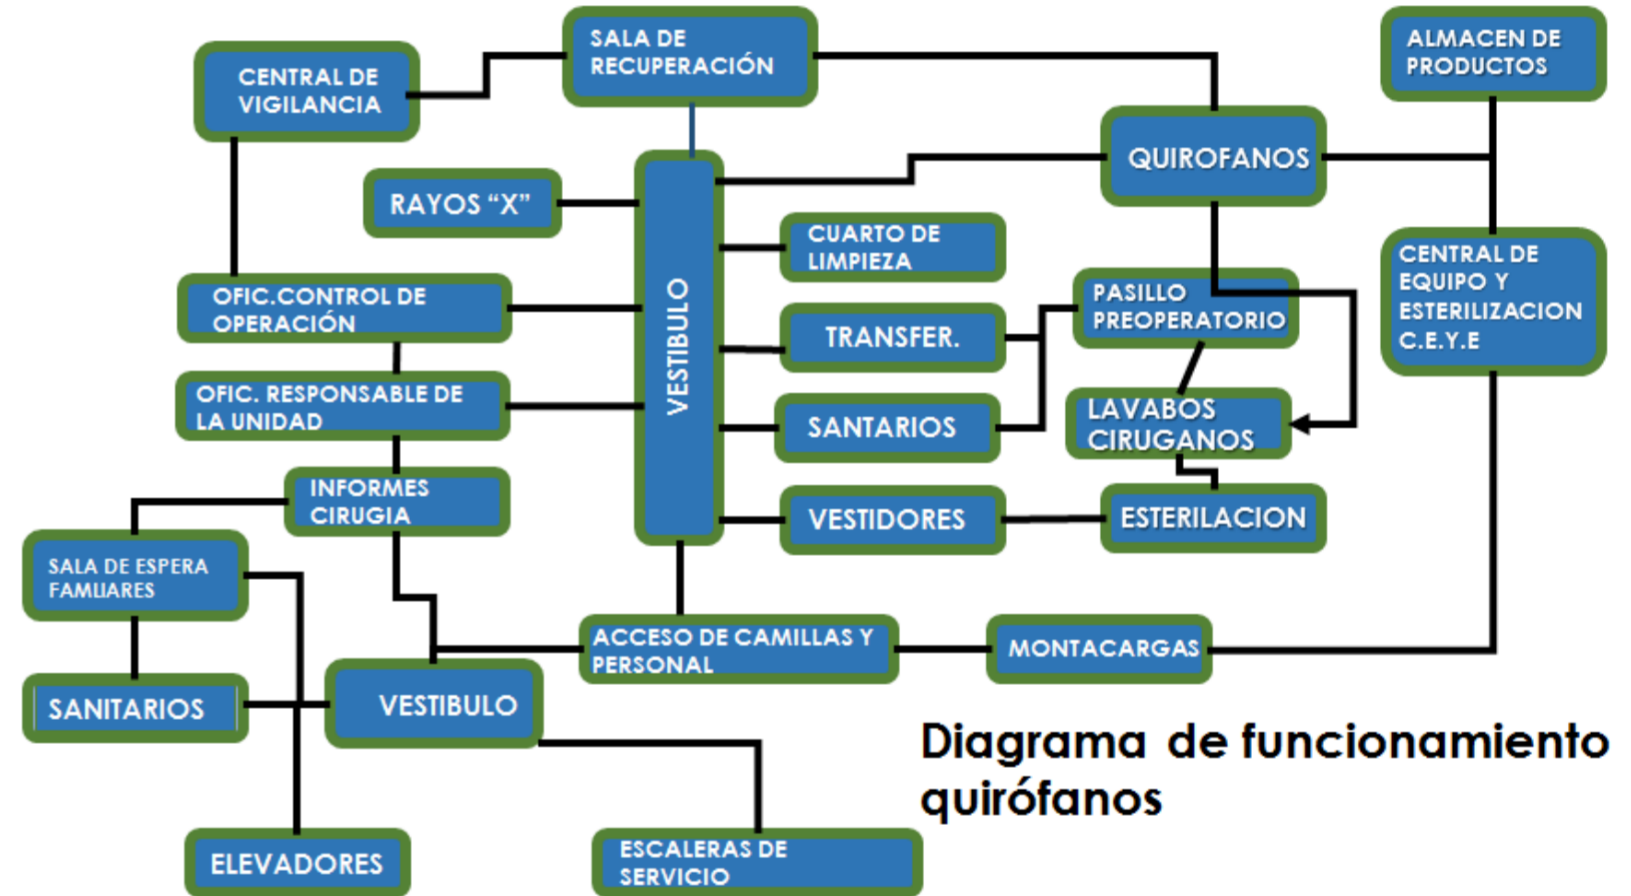 SALA DE
RECUPERACIÓN
ALMACEN DE
PRODUCTOS
CENTRAL DE
VIGILANCIA
QUIROFANOS
RAYOS “X”
CUARTO DE
LIMPIEZA
CENTRAL DE
EQUIPO Y
ESTERILIZACION
C.E.Y.E
OFIC.CONTROL DE
OPERACIÓN
VESTIBULO
TRANSFER.
PASILLO
PREOPERATORIO
OFIC. RESPONSABLE DE
LA UNIDAD
SANTARIOS
LAVABOS
CIRUGANOS
INFORMES
CIRUGIA
VESTIDORES
ESTERILACION
SALA DE ESPERA
FAMLIARES
ACCESO DE CAMILLAS Y
PERSONAL
MONTACARGAS
SANITARIOS
VESTIBULO
Diagrama de funcionamiento
quirófanos
ELEVADORES
ESCALERAS DE
SERVICIO